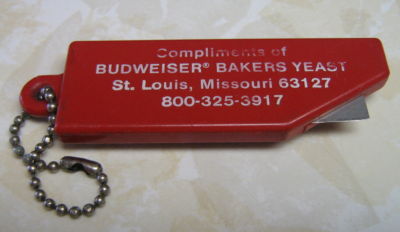 Compliments of
BUDWEISER® BAKERS YEAST
St. Louis, Missouri 63127
800-325-3917